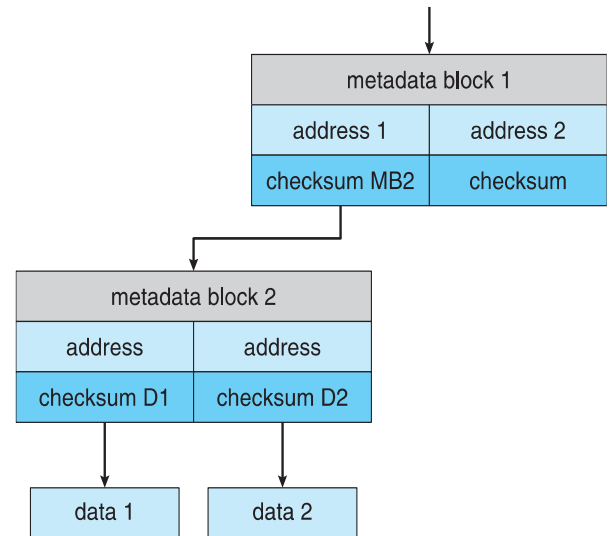 metadata block 1
address 1 address 2
checksum MB2 checksum
metadata block 2
address address
checksum D1 checksum D2
data 1 data 2